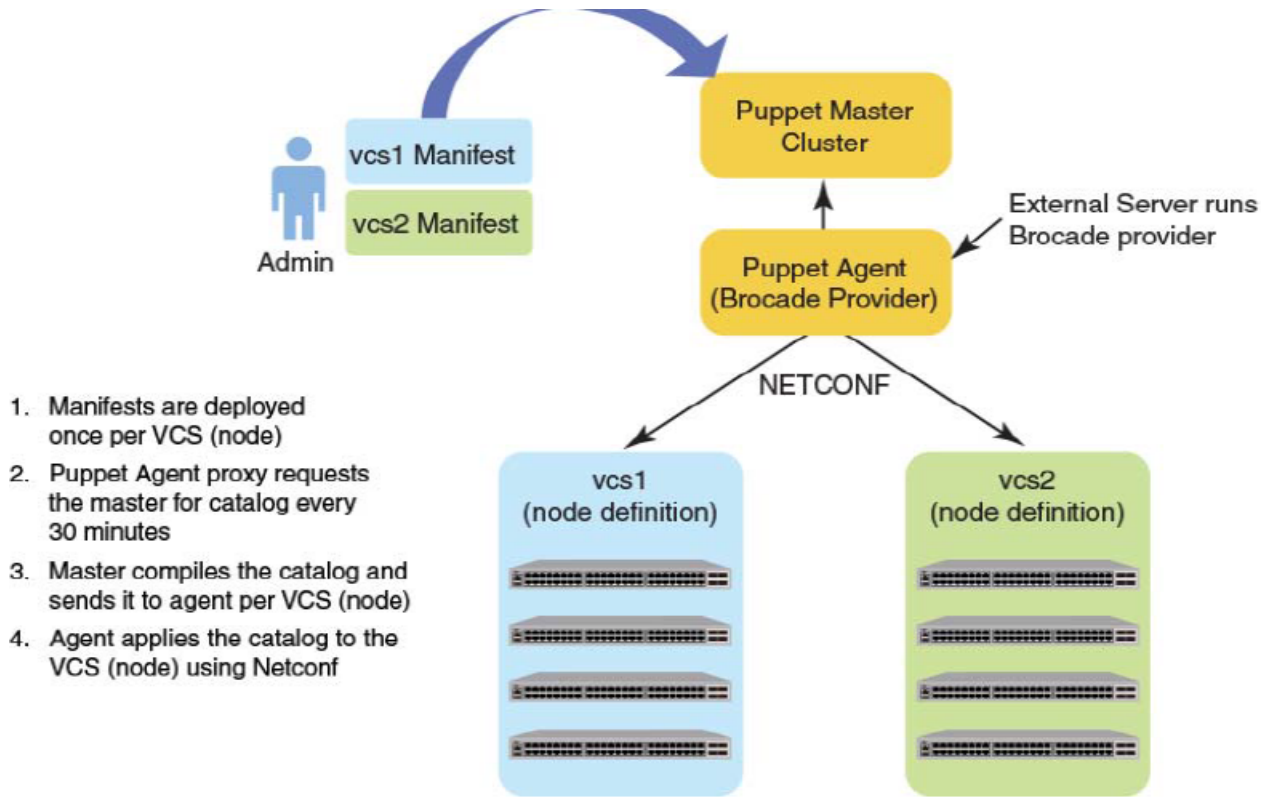 vcs1 Manifest
vcs2 Manifest
Admin
Puppet Master
Cluster
External Server runs
Brocade provider
Puppet Agent
(Brocade Provider)
NETCONF
1. Manifests are deployed
once per VCS (node)
2. Puppet Agent proxy requests
the master for catalog every
30 minutes
3. Master compiles the catalog and
sends it to agent per VCS (node)
4. Agent applies the catalog to the
VCS (node) using Netconf
vcs1
(node definition)
vcs2
(node definition)